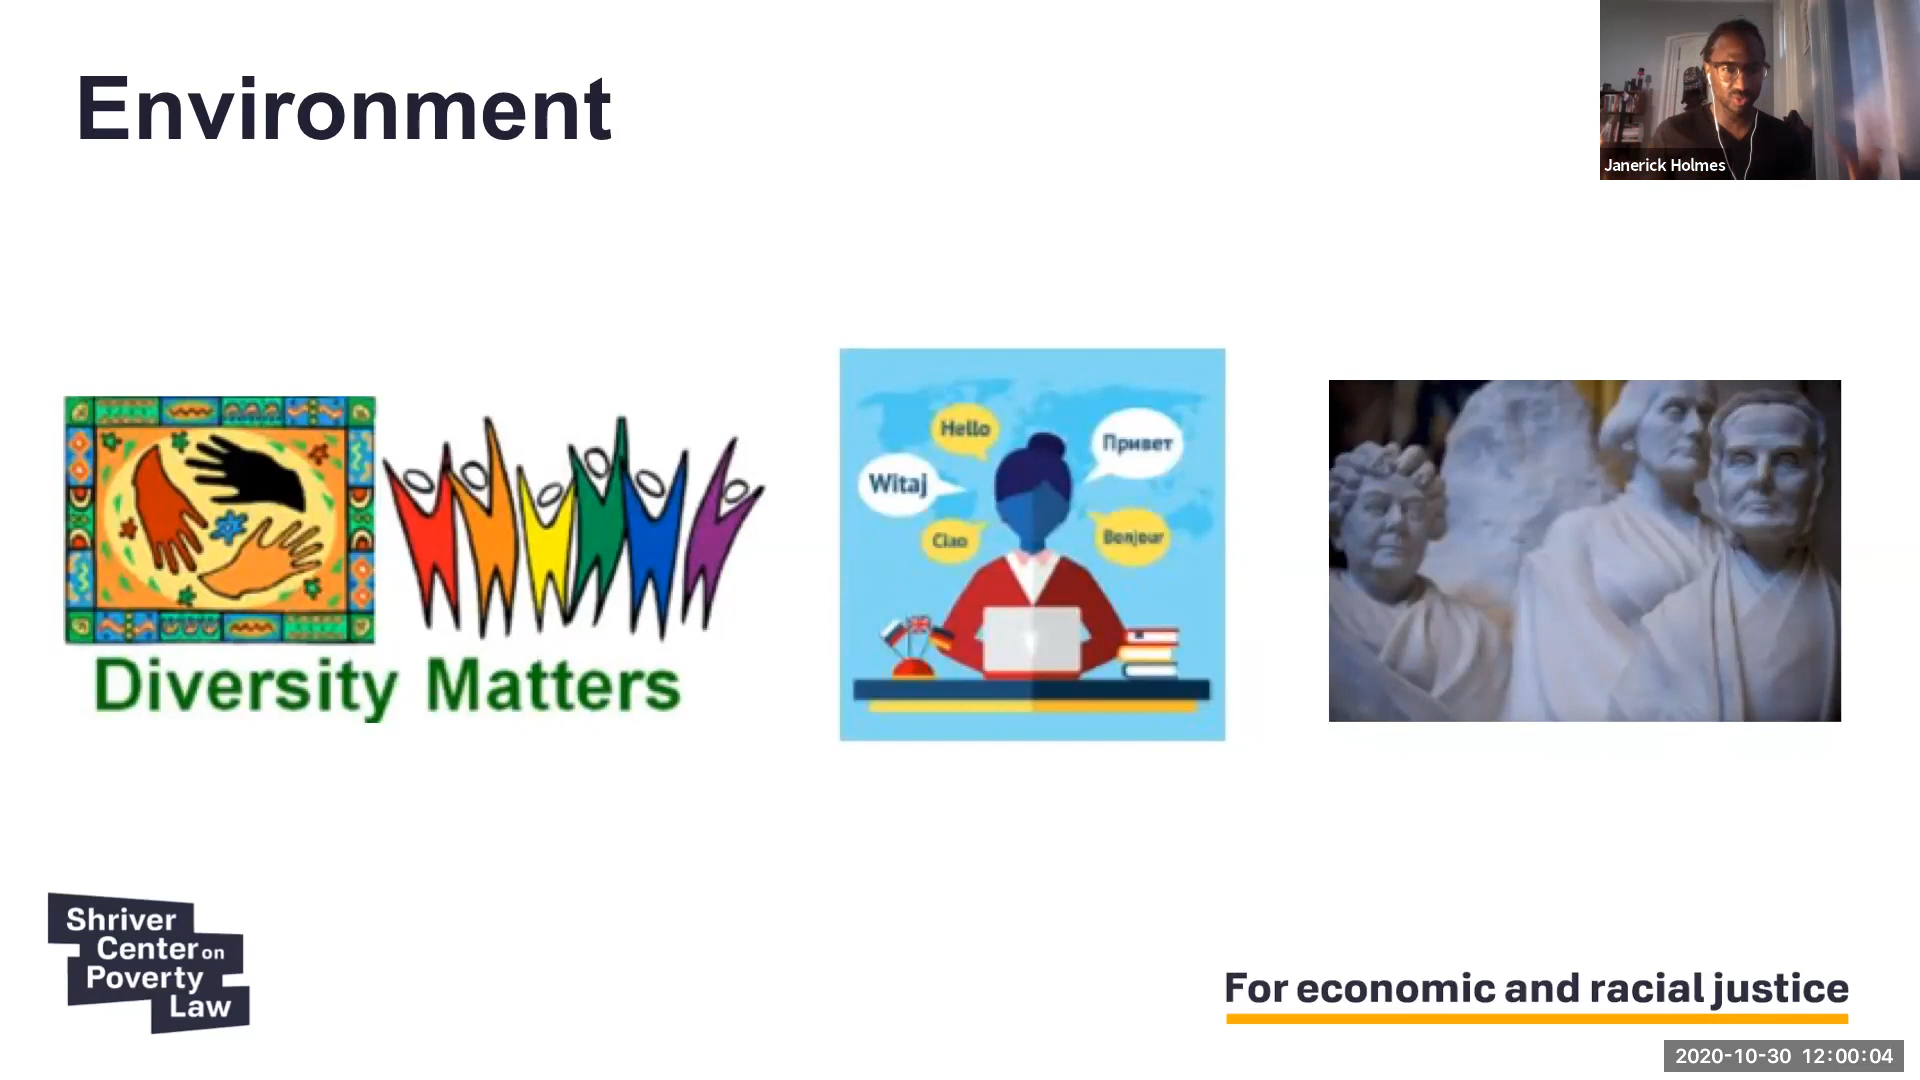 Environment
Janerick Holmes
Hello
Привет
Witaj
Ciao
Bonjour
Diversity Matters
Shriver
Center on
Poverty
Law
For economic and racial justice
2020-10-30 12:00:04